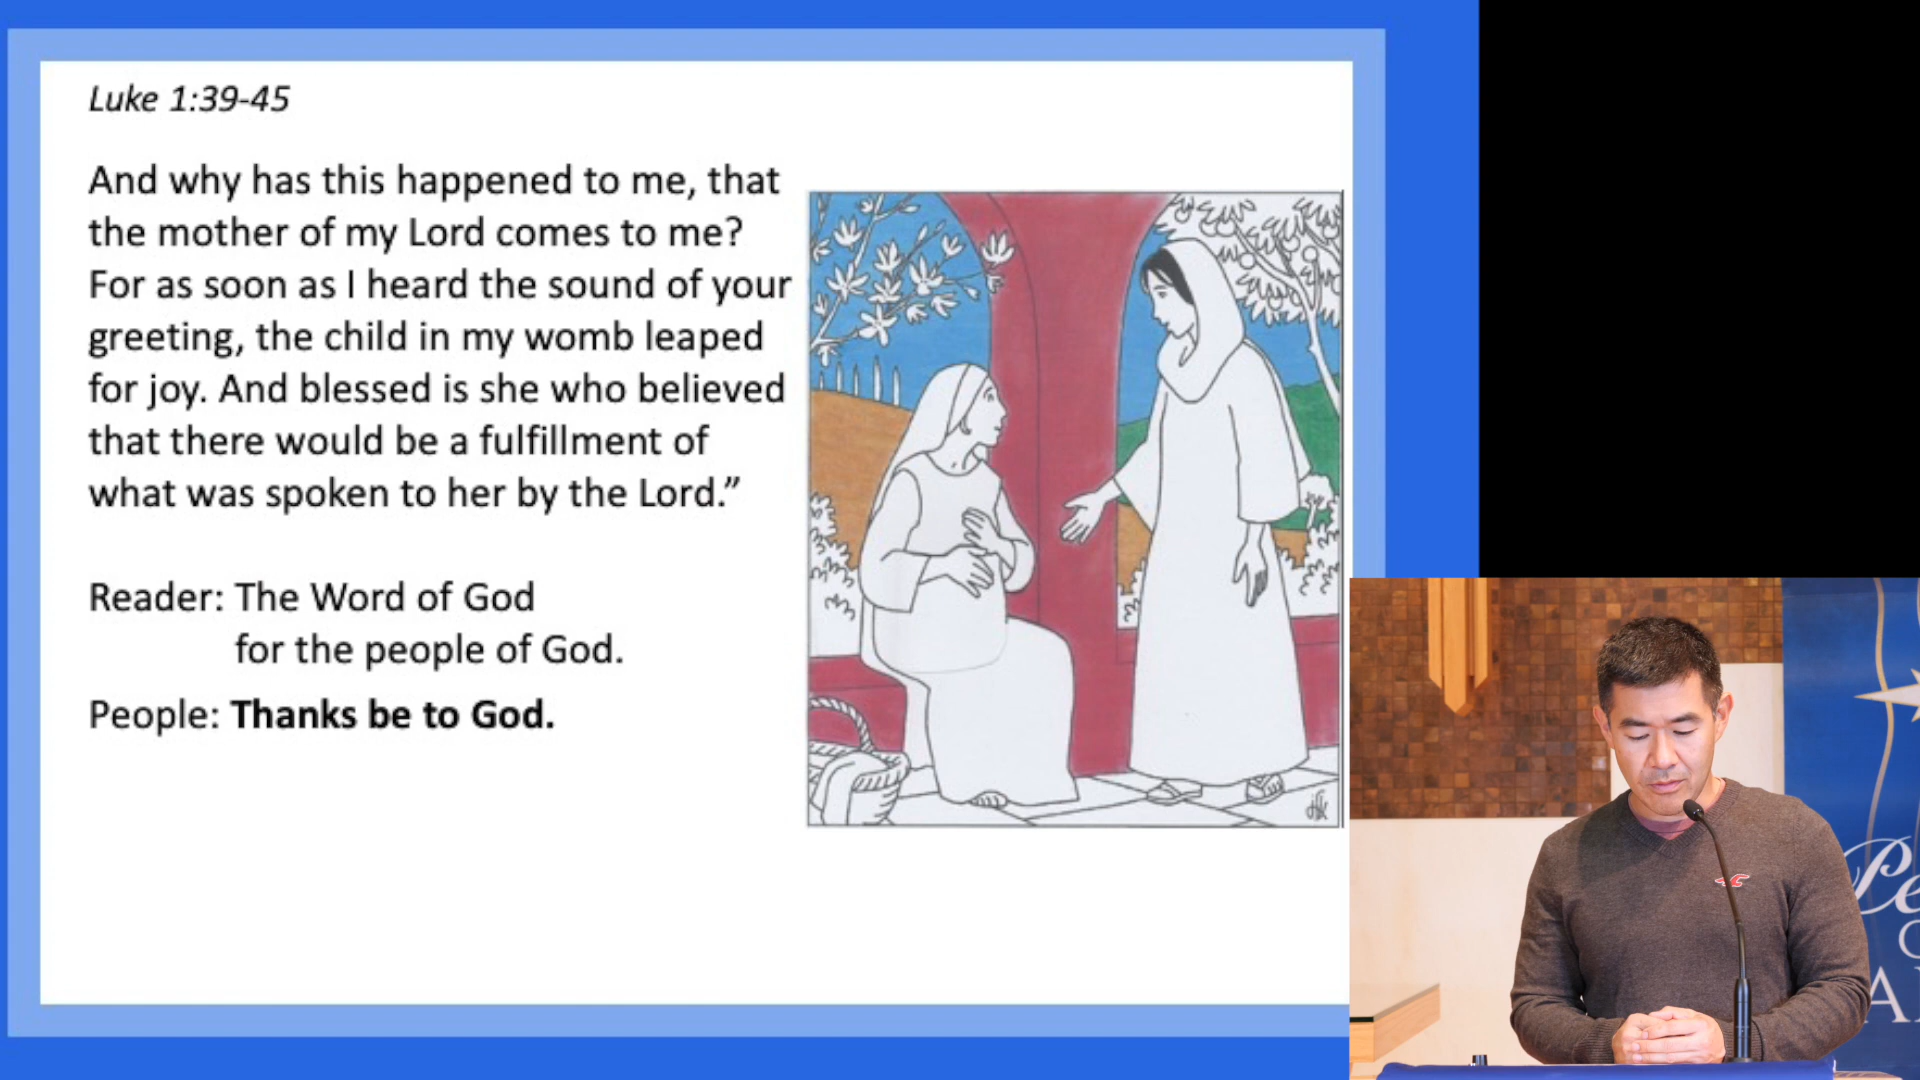 Luke 1:39-45
And why has this happened to me, that
the mother of my Lord comes to me?
For as soon as I heard the sound of your
greeting, the child in my womb leaped
for joy. And blessed is she who believed
that there would be a fulfillment of
what was spoken to her by the Lord.”
Reader: The Word of God
for the people of God.
People: Thanks be to God.